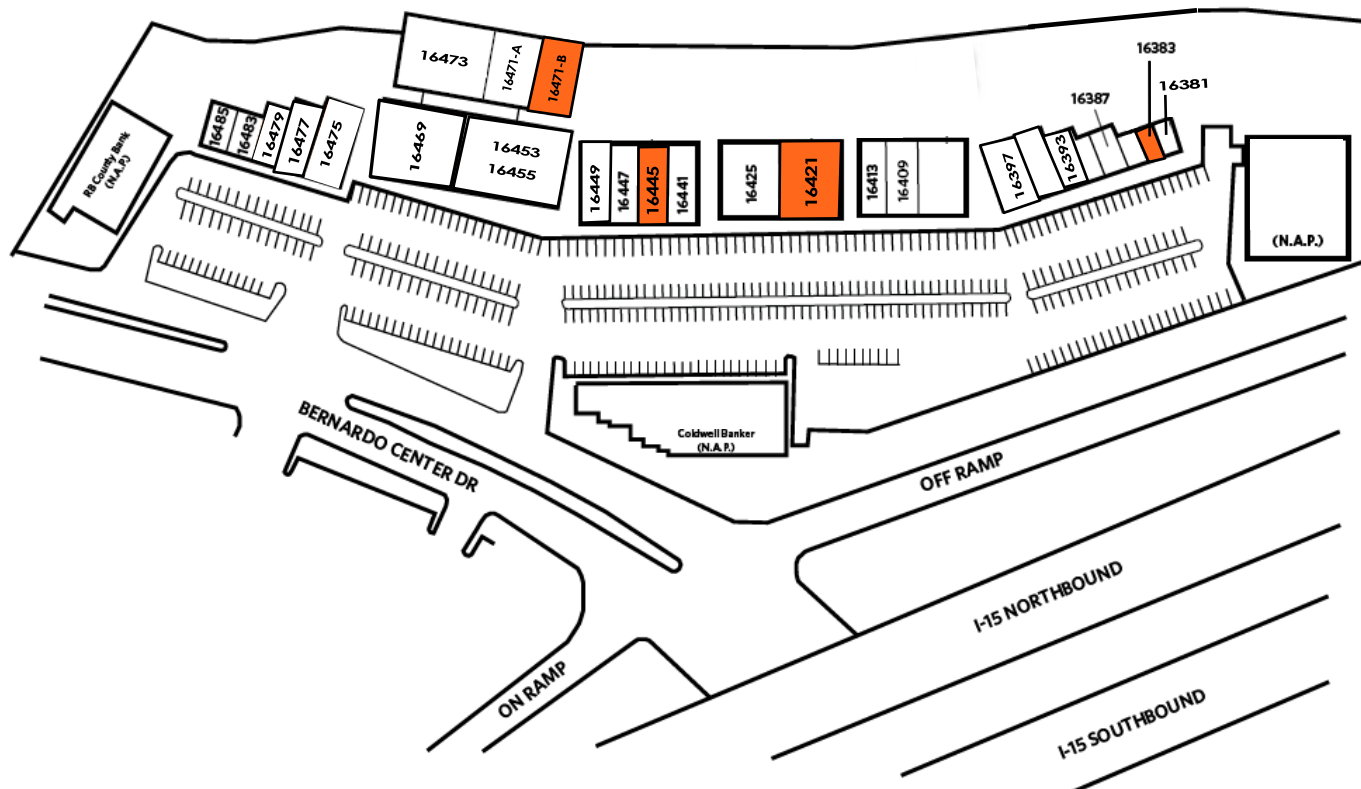 16473
16471-A
16471-B
16383
16381
16387
16485
16483
16479
16477
16475
16469
16453
16455
16449
16447
16445
16441
16425
16421
16413
16409
16397
16393
RB County Bank
(N.A.P.)
(N.A.P.)
Coldwell Banker
(N.A.P.)
BERNARDO CENTER DR
OFF RAMP
I-15 NORTHBOUND
ON RAMP
I-15 SOUTHBOUND